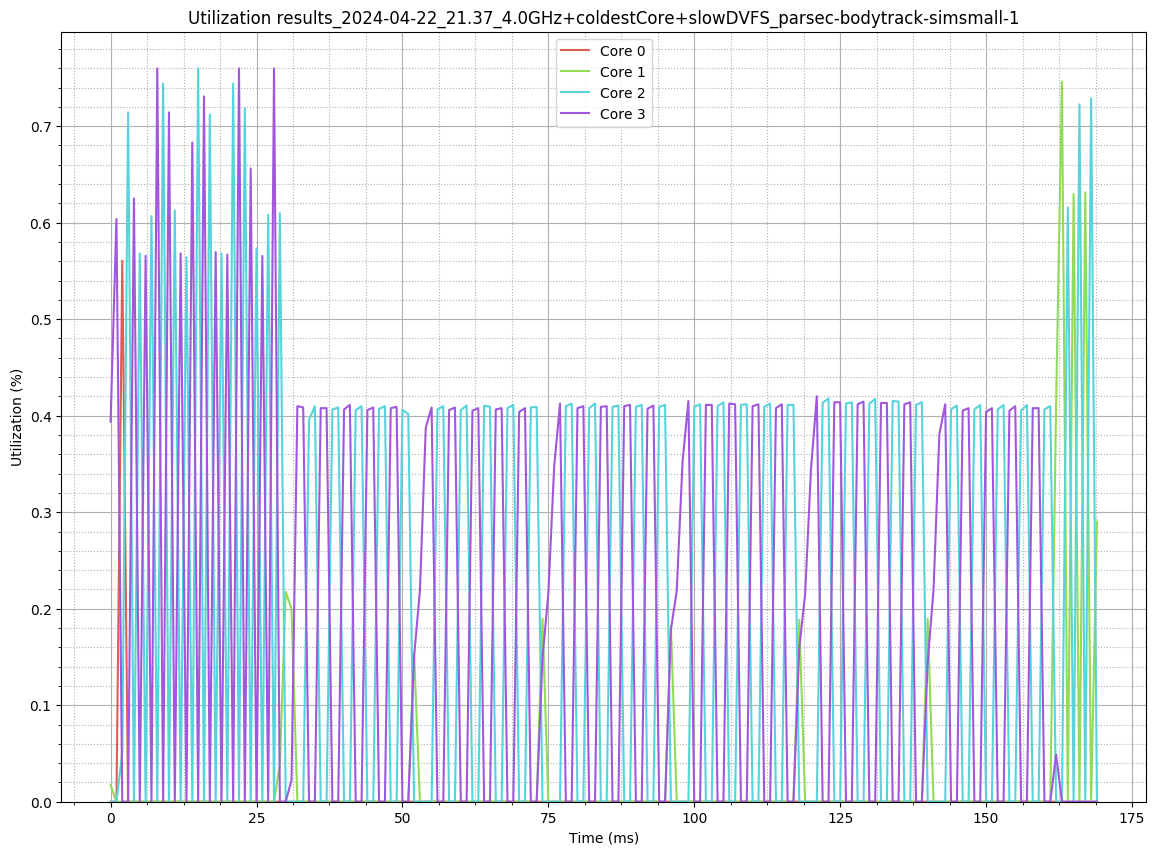 Utilization results_2024-04-22_21.37_4.0GHz+coldestCore+slowDVFS_parsec-bodytrack-simsmall-1
Core 0
Core 1
Core 2
Core 3
Utilization (%)
0.7
0.6
0.5
0.4
0.3
0.2
0.1
0.0
0 25 50 75 100 125 150 175
Time (ms)